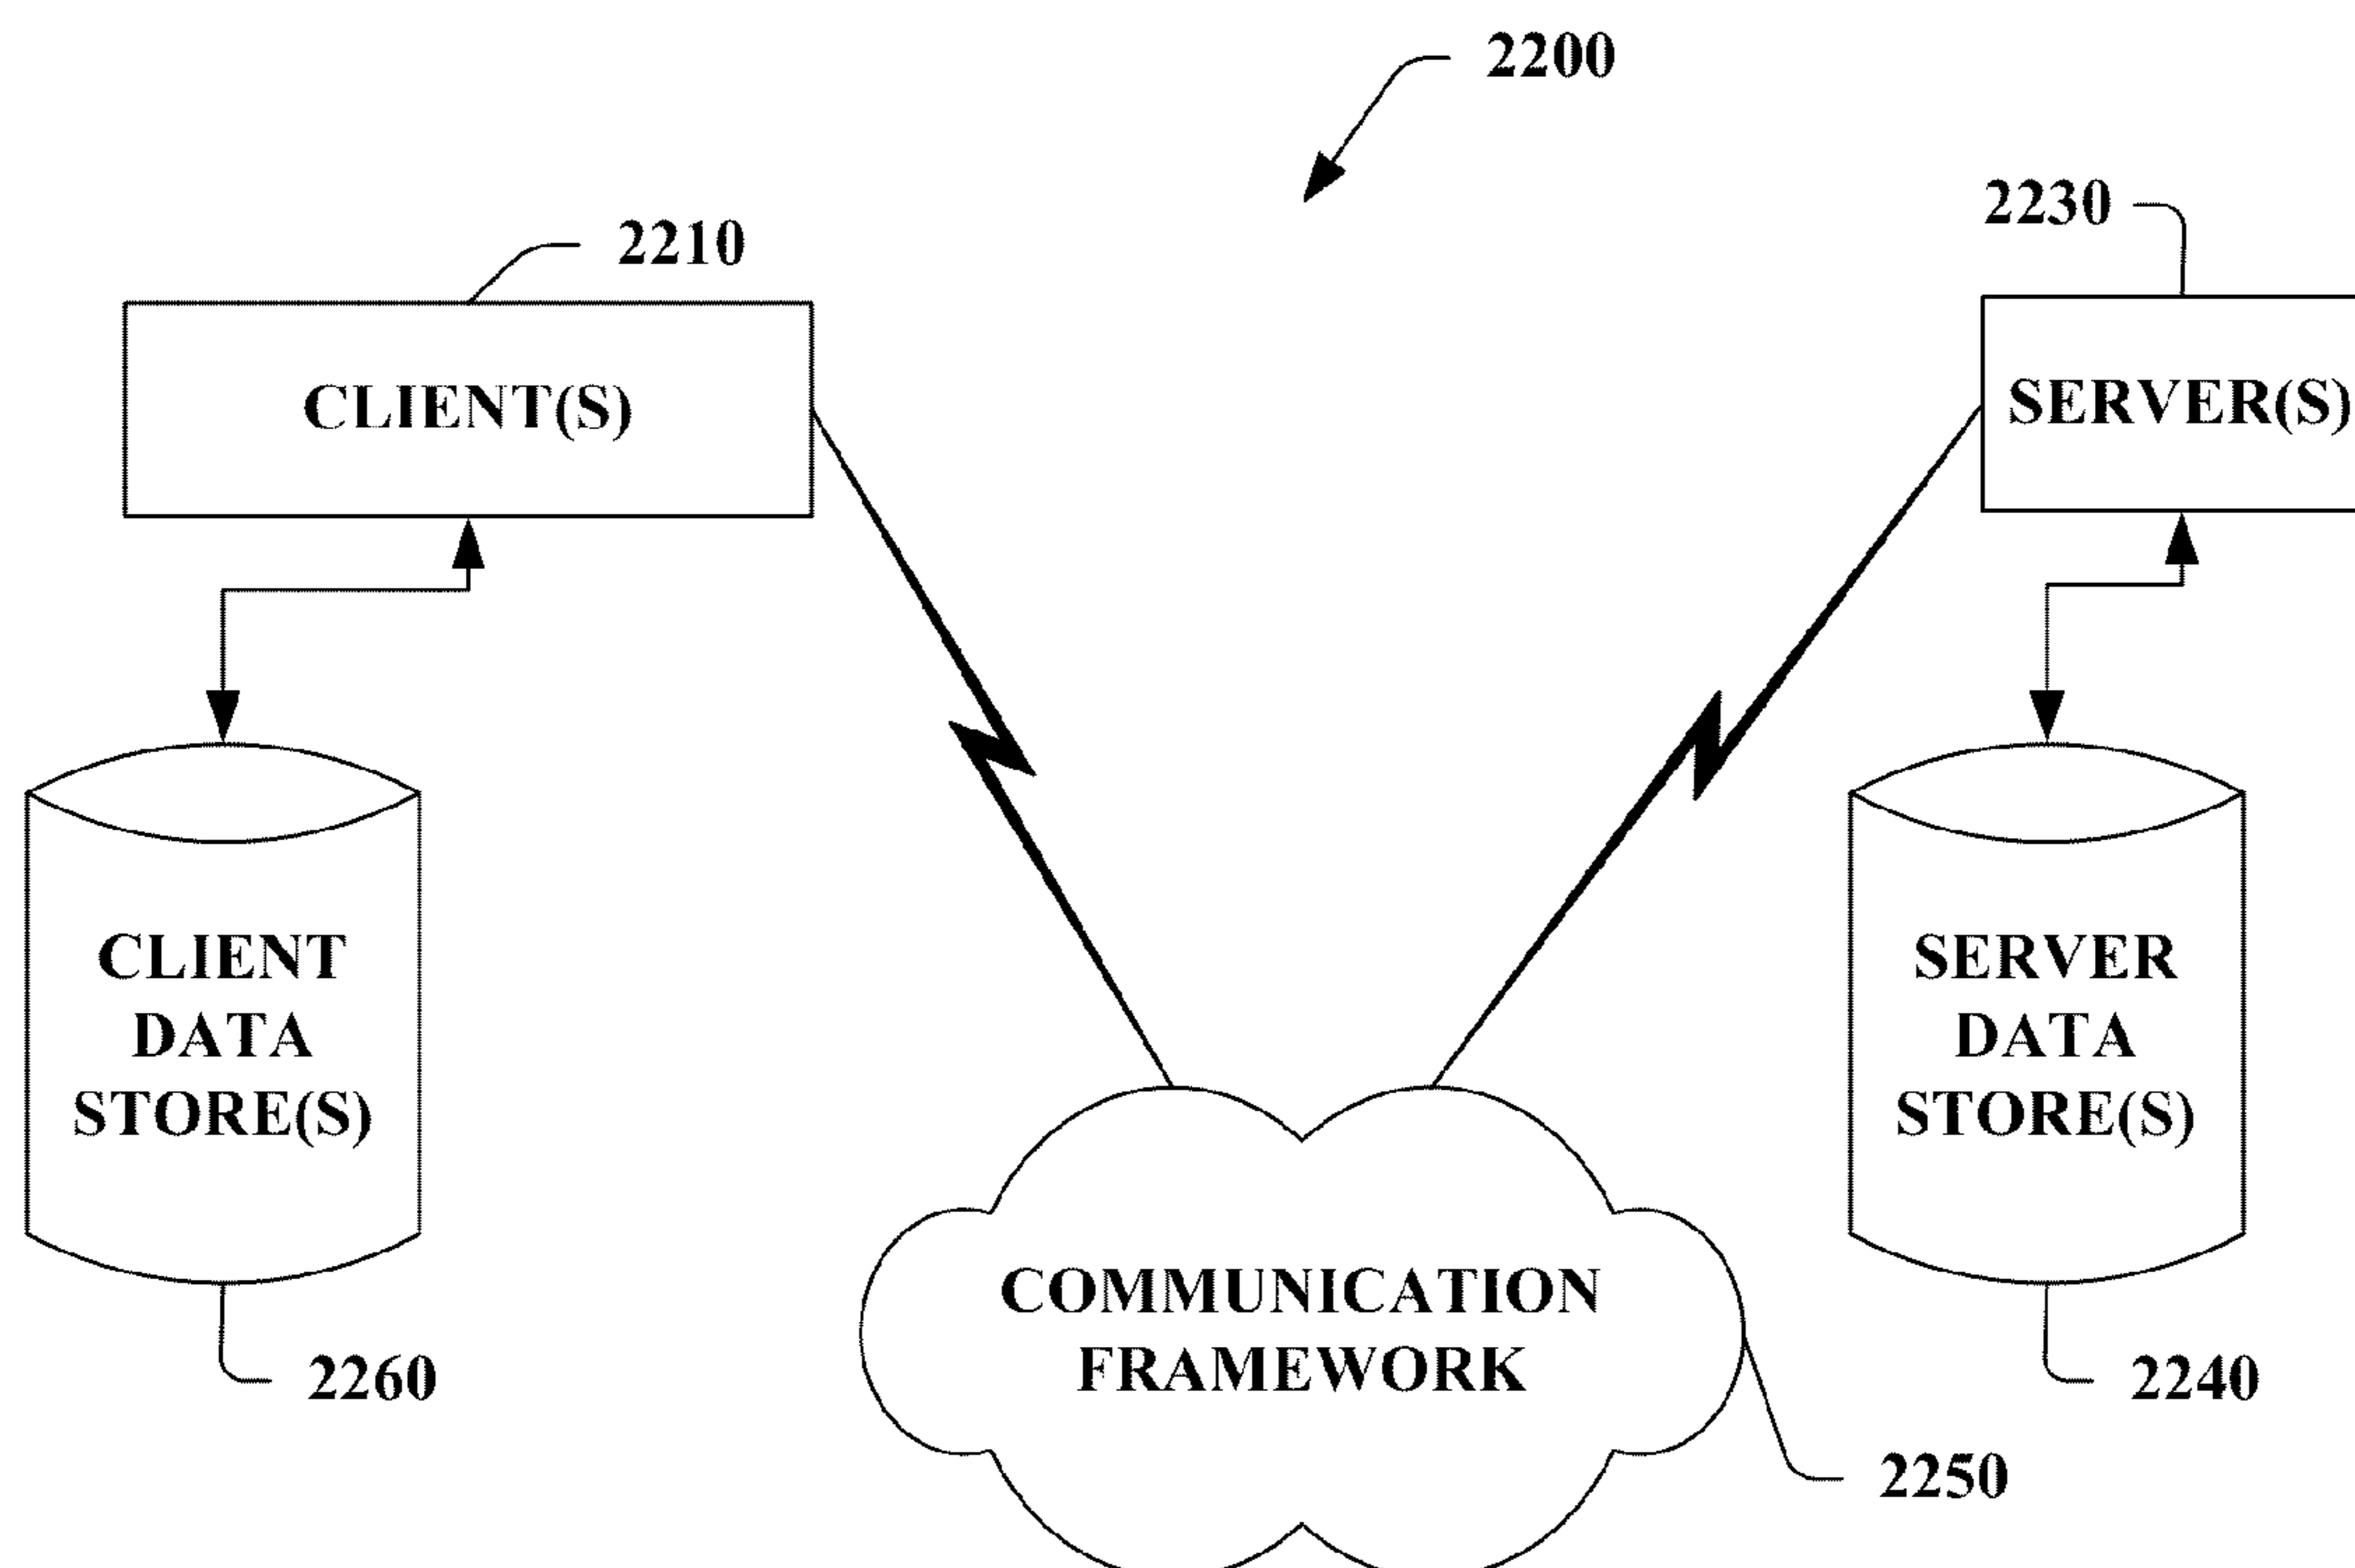 2200
2210
2230
CLIENT(S)
SERVER(S)
CLIENT
DATA
STORE(S)
SERVER
DATA
STORE(S)
COMMUNICATION
FRAMEWORK
2260
2240
2250